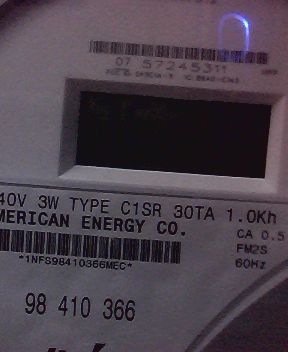 07 57245311
40V 3W TYPE C1SR 30TA 1.0Kh
MERICAN ENERGY CO.
CA 0.5
FM2S
60Hz
*1NFS98410366MEC*
98 410 366